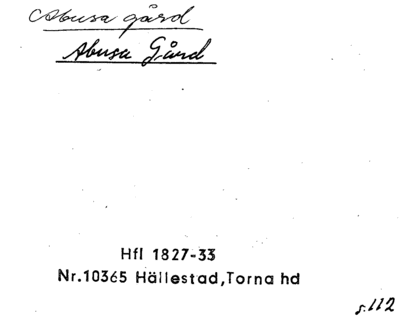 Abusa gård
Abusa Gård
Hfl 1827-33
Nr.10365 Hällestad,Torna hd
s.112